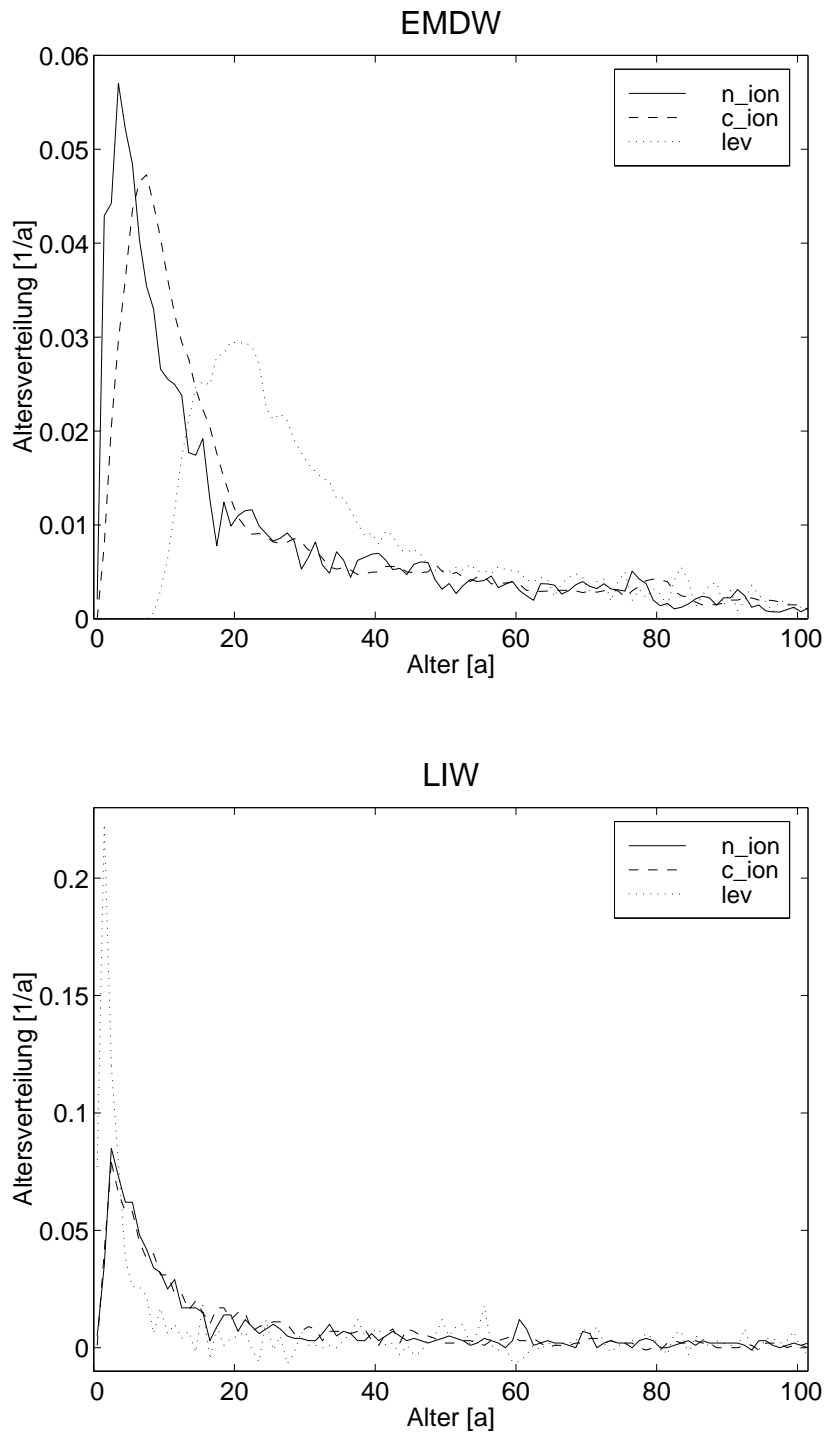 EMDW
0.06
0.05
0.04
0.03
0.02
0.01
0
Altersverteilung [1/a]
n_ion
c_ion
lev
0 20 40 60 80 100
Alter [a]
LIW
0.2
0.15
0.1
0.05
0
Altersverteilung [1/a]
n_ion
c_ion
lev
0 20 40 60 80 100
Alter [a]